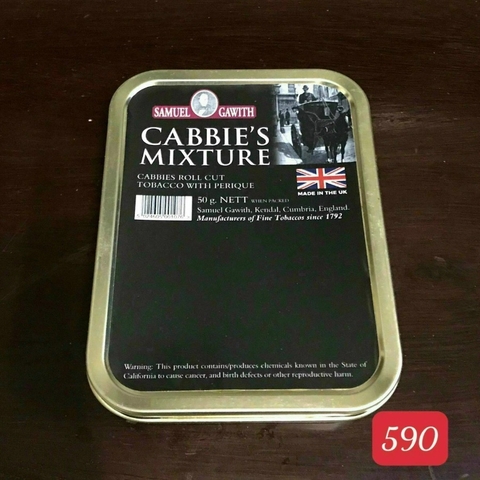 SAMUEL GAWITH
CABBIE'S
MIXTURE
CABBIES ROLL CUT
TOBACCO WITH PERIQUE
MADE IN THE UK
50 g. NETT WHEN PACKED
Samuel Gawith, Kendal, Cumbria, England.
Manufacturers of Fine Tobaccos since 1792
Warning: This product contains/produces chemicals known in the State of
California to cause cancer, and birth defects or other reproductive harm.
590